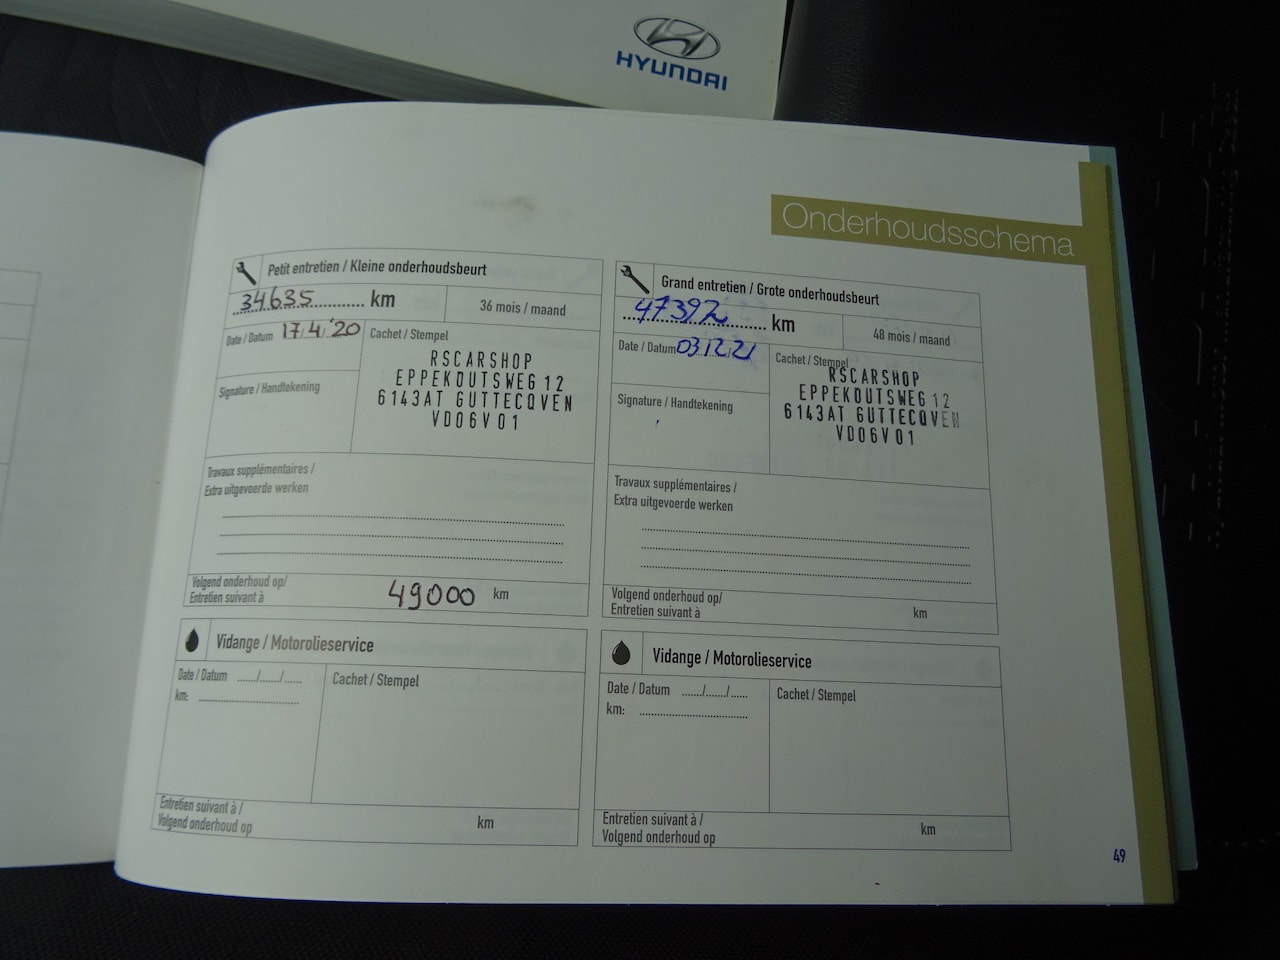 HYUNDAI
Onderhoudsschema
Petit entretien / Kleine onderhoudsbeurt
34635 km
36 mois / maand
Date / Datum 17/4/'20
Cachet / Stempel
RSCARSHOP
EPPEKOUTSWEG 12
6143AT GUTTECQVEN
VD06V01
Signature / Handtekening
Travaux supplémentaires /
Extra uitgevoerde werken
Volgend onderhoud op/
Entretien suivant à
49000 km
Grand entretien / Grote onderhoudsbeurt
47392 km
48 mois / maand
Date / Datum 03.12.21
Cachet / Stempel
RSCARSHOP
EPPEKOUTSWEG 12
6143AT GUTTECQVEN
VD06V01
Signature / Handtekening
Travaux supplémentaires /
Extra uitgevoerde werken
Volgend onderhoud op/
Entretien suivant à
km
Vidange / Motorolieservice
Date / Datum ....../....../......
km: ..............................
Cachet / Stempel
Entretien suivant à /
Volgend onderhoud op
km
Vidange / Motorolieservice
Date / Datum ....../....../......
km: ..............................
Cachet / Stempel
Entretien suivant à /
Volgend onderhoud op
km
49